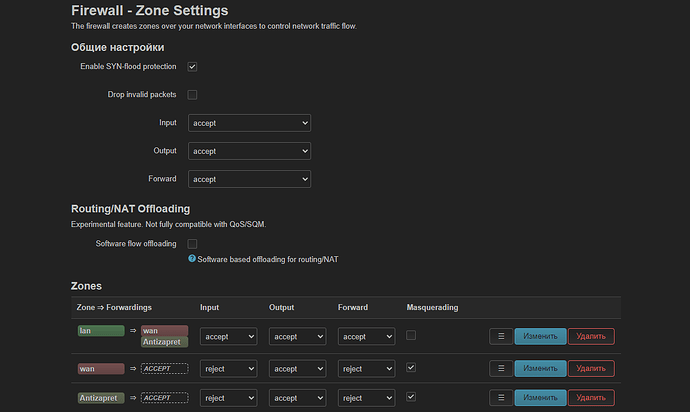 Firewall - Zone Settings
The firewall creates zones over your network interfaces to control network traffic flow.
Общие настройки
Enable SYN-flood protection
Drop invalid packets
Input accept
Output accept
Forward accept
Routing/NAT Offloading
Experimental feature. Not fully compatible with QoS/SQM.
Software flow offloading
Software based offloading for routing/NAT
Zones
Zone ⇒ Forwardings Input Output Forward Masquerading
lan ⇒ wan Antizapret accept accept accept ☰ Изменить Удалить
wan ⇒ ACCEPT reject accept reject ☰ Изменить Удалить
Antizapret ⇒ ACCEPT reject accept reject ☰ Изменить Удалить